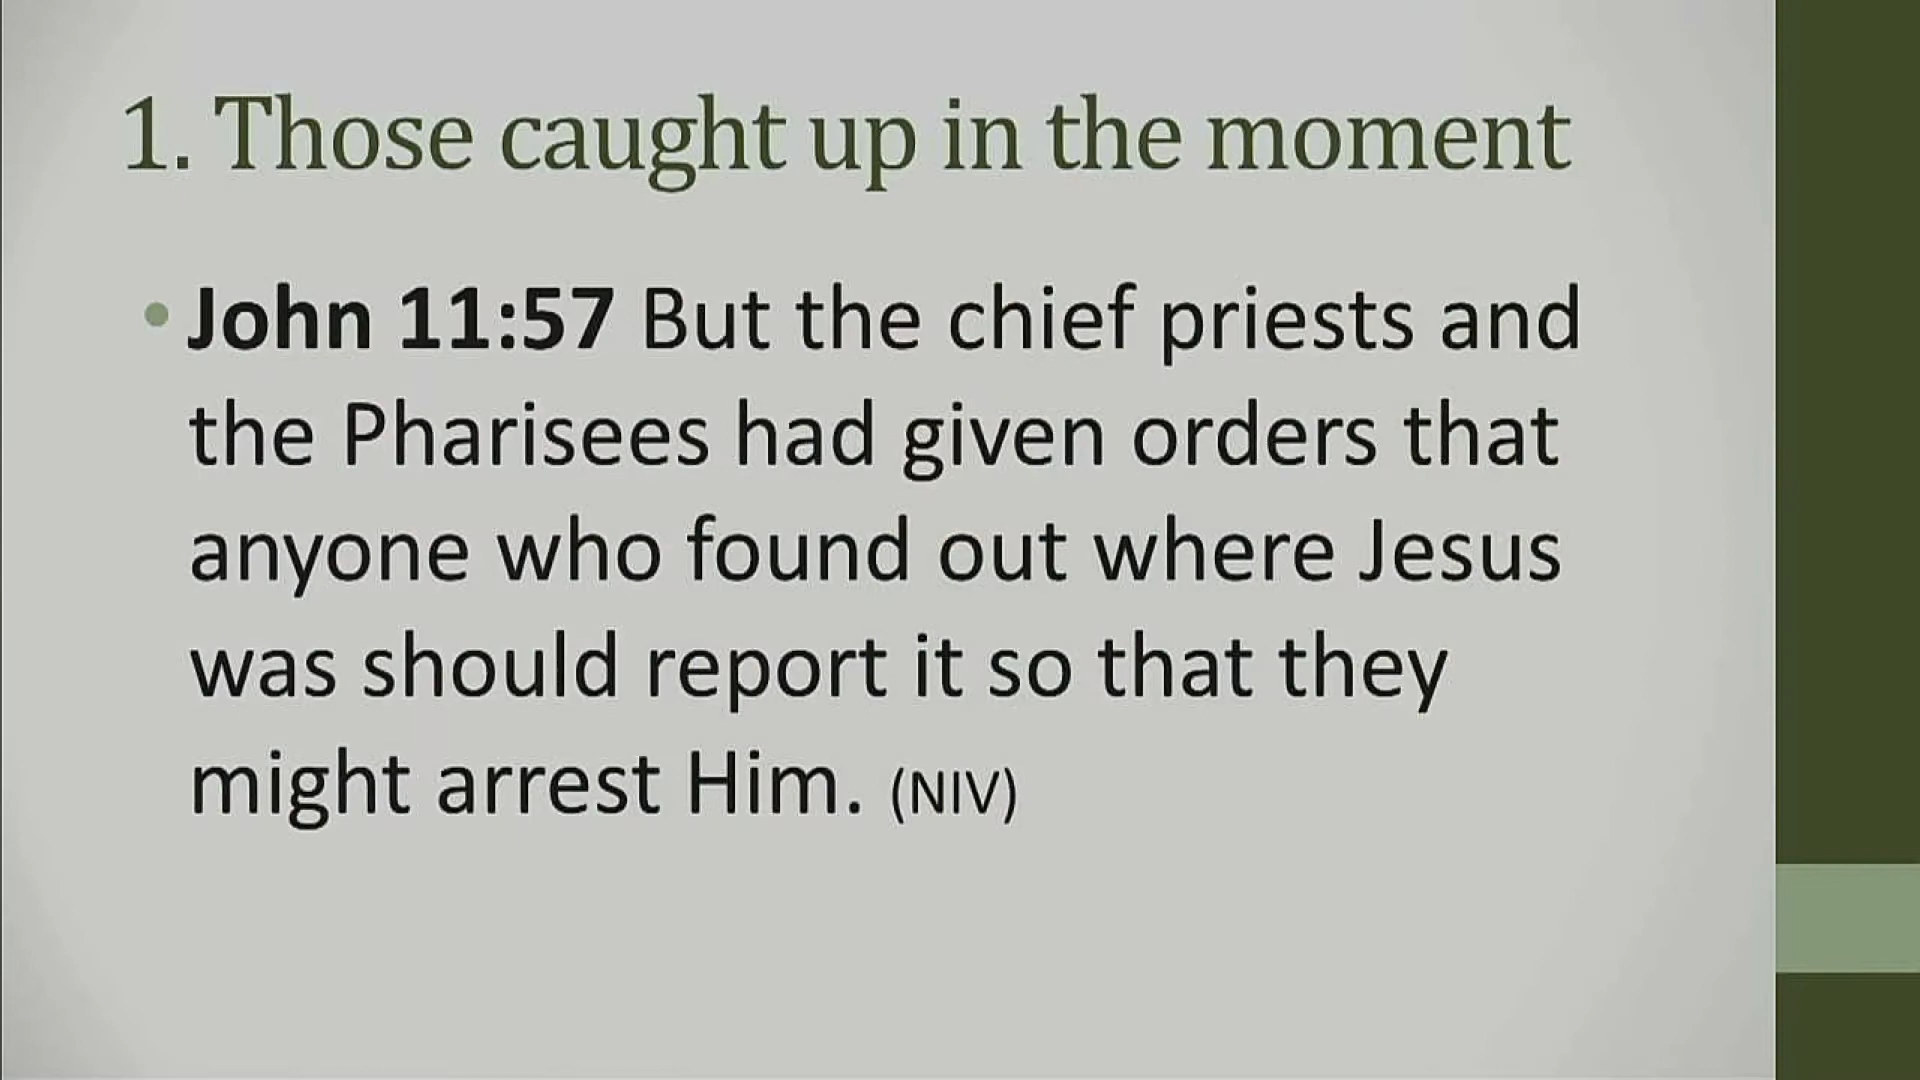 1. Those caught up in the moment
• John 11:57 But the chief priests and
the Pharisees had given orders that
anyone who found out where Jesus
was should report it so that they
might arrest Him. (NIV)